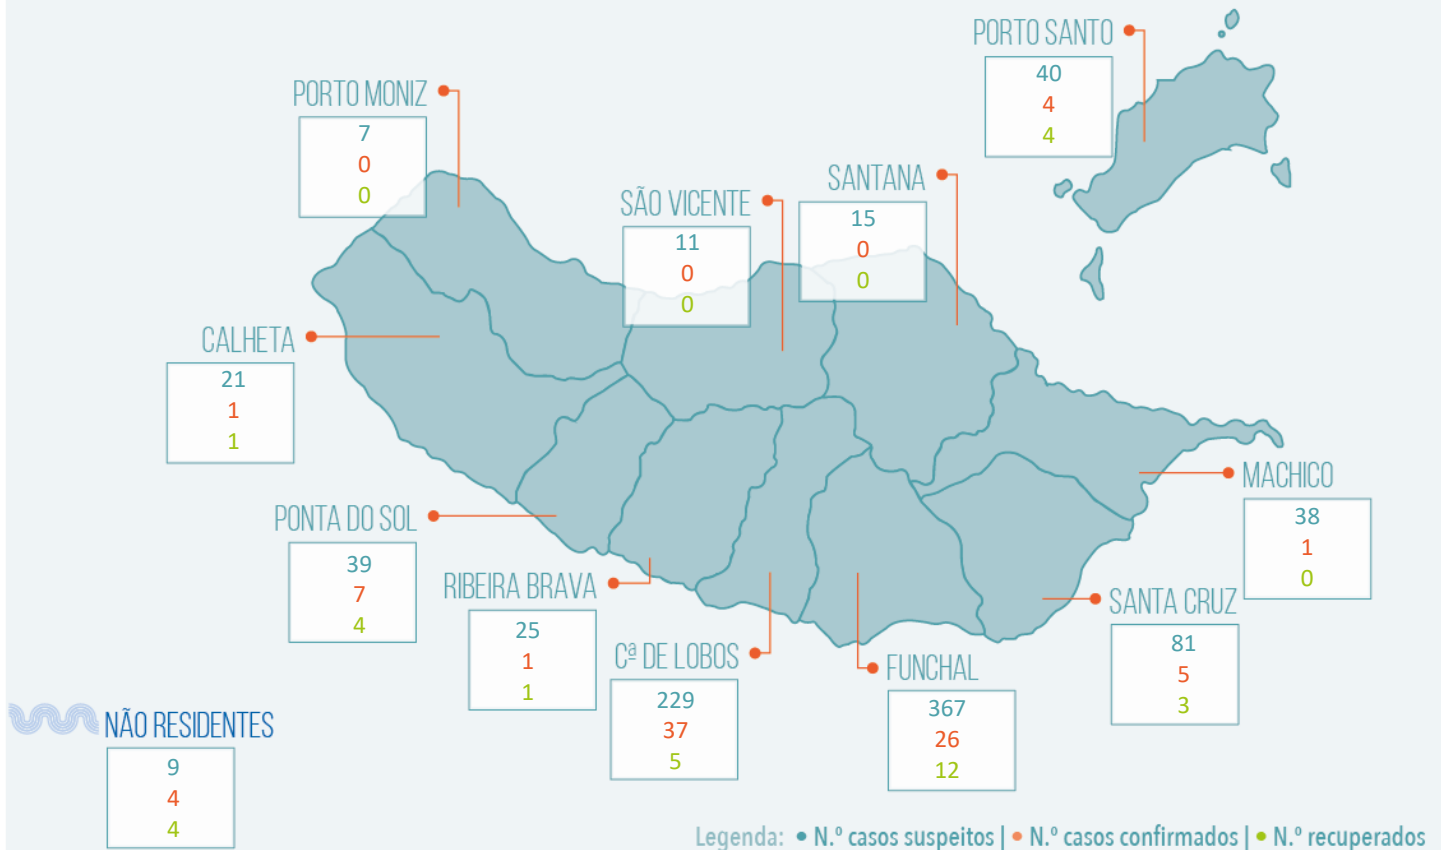 PORTO SANTO
40
4
4
PORTO MONIZ
7
0
0
SANTANA
15
0
0
SÃO VICENTE
11
0
0
CALHETA
21
1
1
MACHICO
38
1
0
PONTA DO SOL
39
7
4
RIBEIRA BRAVA
25
1
1
SANTA CRUZ
81
5
3
Cª DE LOBOS
229
37
5
FUNCHAL
367
26
12
NÃO RESIDENTES
9
4
4
Legenda: • N.º casos suspeitos | • N.º casos confirmados | • N.º recuperados